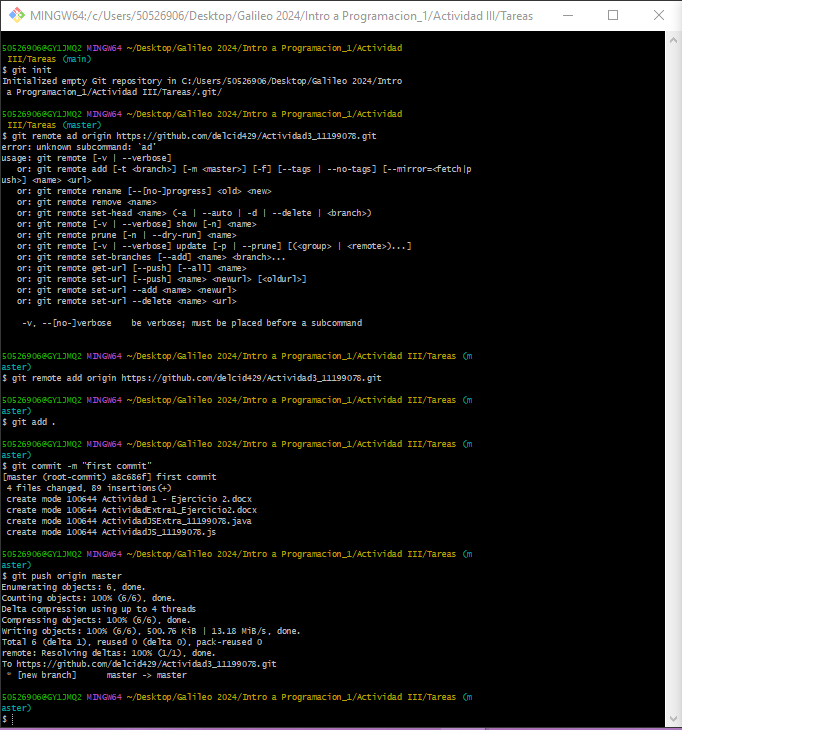 MINGW64:/c/Users/50526906/Desktop/Galileo 2024/Intro a Programacion_1/Actividad III/Tareas
50526906@GY1JMQ2 MINGW64 ~/Desktop/Galileo 2024/Intro a Programacion_1/Actividad
 III/Tareas (main)
$ git init
Initialized empty Git repository in C:/Users/50526906/Desktop/Galileo 2024/Intro
 a Programacion_1/Actividad III/Tareas/.git/
50526906@GY1JMQ2 MINGW64 ~/Desktop/Galileo 2024/Intro a Programacion_1/Actividad
 III/Tareas (master)
$ git remote ad origin https://github.com/delcid429/Actividad3_11199078.git
error: unknown subcommand: `ad'
usage: git remote [-v | --verbose]
   or: git remote add [-t <branch>] [-m <master>] [-f] [--tags | --no-tags] [--mirror=<fetch|p
ush>] <name> <url>
   or: git remote rename [--[no-]progress] <old> <new>
   or: git remote remove <name>
   or: git remote set-head <name> (-a | --auto | -d | --delete | <branch>)
   or: git remote [-v | --verbose] show [-n] <name>
   or: git remote prune [-n | --dry-run] <name>
   or: git remote [-v | --verbose] update [-p | --prune] [(<group> | <remote>)...]
   or: git remote set-branches [--add] <name> <branch>...
   or: git remote get-url [--push] [--all] <name>
   or: git remote set-url [--push] <name> <newurl> [<oldurl>]
   or: git remote set-url --add <name> <newurl>
   or: git remote set-url --delete <name> <url>
    -v, --[no-]verbose    be verbose; must be placed before a subcommand
50526906@GY1JMQ2 MINGW64 ~/Desktop/Galileo 2024/Intro a Programacion_1/Actividad III/Tareas (m
aster)
$ git remote add origin https://github.com/delcid429/Actividad3_11199078.git
50526906@GY1JMQ2 MINGW64 ~/Desktop/Galileo 2024/Intro a Programacion_1/Actividad III/Tareas (m
aster)
$ git add .
50526906@GY1JMQ2 MINGW64 ~/Desktop/Galileo 2024/Intro a Programacion_1/Actividad III/Tareas (m
aster)
$ git commit -m "first commit"
[master (root-commit) a8c686f] first commit
 4 files changed, 89 insertions(+)
 create mode 100644 Actividad 1 - Ejercicio 2.docx
 create mode 100644 ActividadExtra1_Ejercicio2.docx
 create mode 100644 ActividadJSExtra_11199078.java
 create mode 100644 ActividadJS_11199078.js
50526906@GY1JMQ2 MINGW64 ~/Desktop/Galileo 2024/Intro a Programacion_1/Actividad III/Tareas (m
aster)
$ git push origin master
Enumerating objects: 6, done.
Counting objects: 100% (6/6), done.
Delta compression using up to 4 threads
Compressing objects: 100% (6/6), done.
Writing objects: 100% (6/6), 500.76 KiB | 13.18 MiB/s, done.
Total 6 (delta 1), reused 0 (delta 0), pack-reused 0
remote: Resolving deltas: 100% (1/1), done.
To https://github.com/delcid429/Actividad3_11199078.git
 * [new branch]      master -> master
50526906@GY1JMQ2 MINGW64 ~/Desktop/Galileo 2024/Intro a Programacion_1/Actividad III/Tareas (m
aster)
$